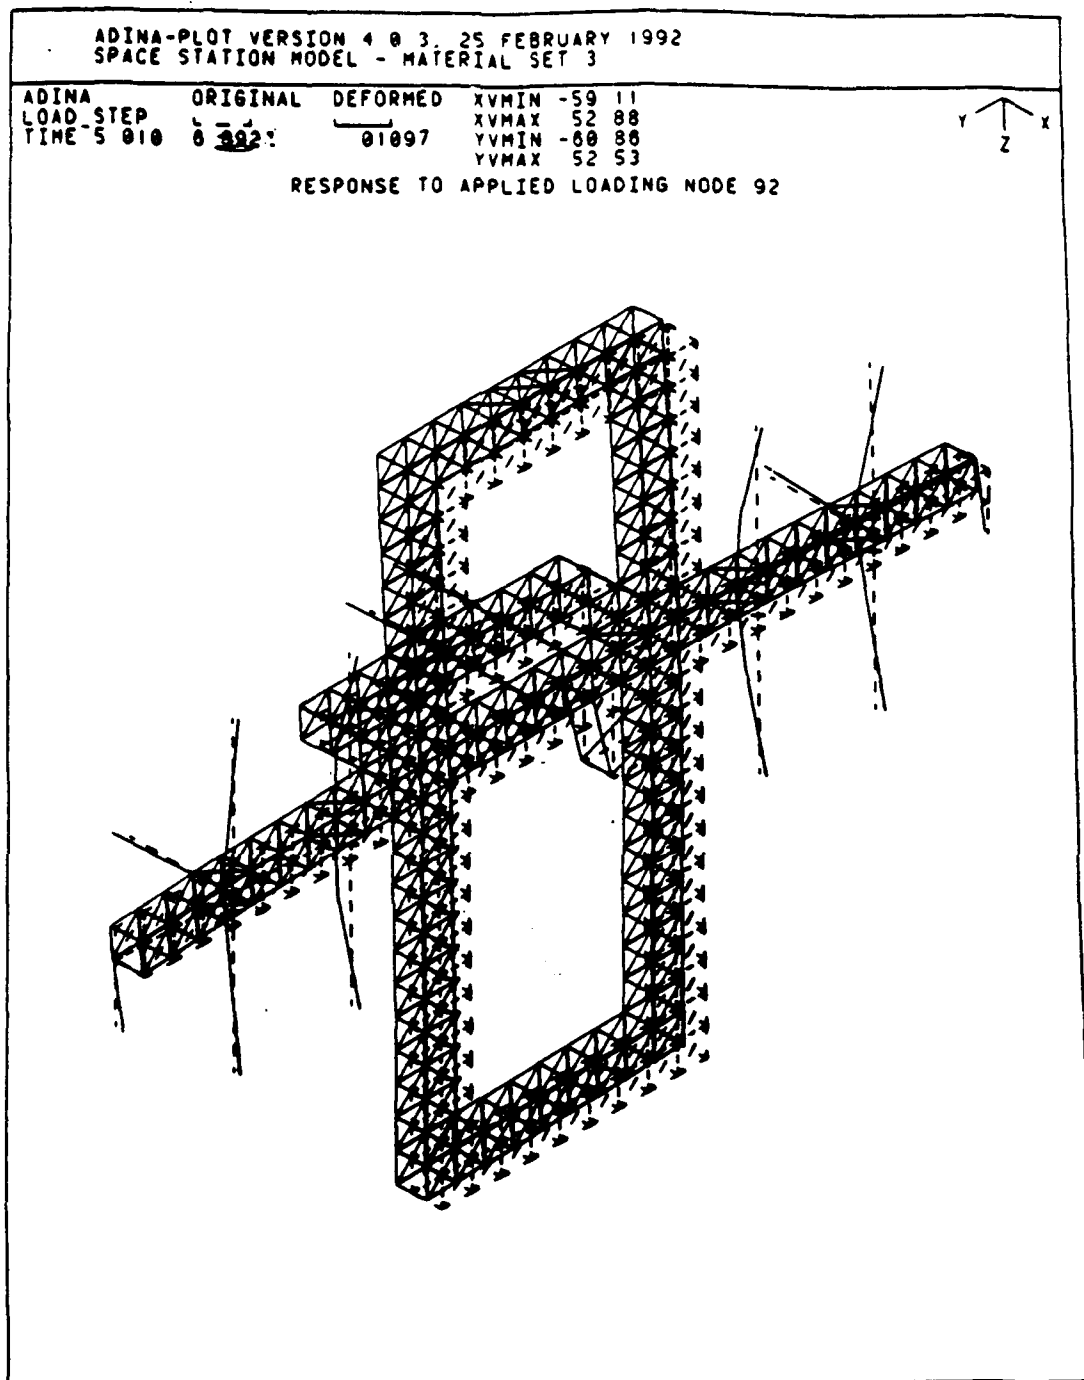 ADINA-PLOT VERSION 4 0 3, 25 FEBRUARY 1992
SPACE STATION MODEL - MATERIAL SET 3
ADINA ORIGINAL DEFORMED XVMIN -59 11
LOAD STEP XVMAX 52 88
TIME 5 010 01097 YVMIN -60 86
YVMAX 52 53
Y X
Z
RESPONSE TO APPLIED LOADING NODE 92